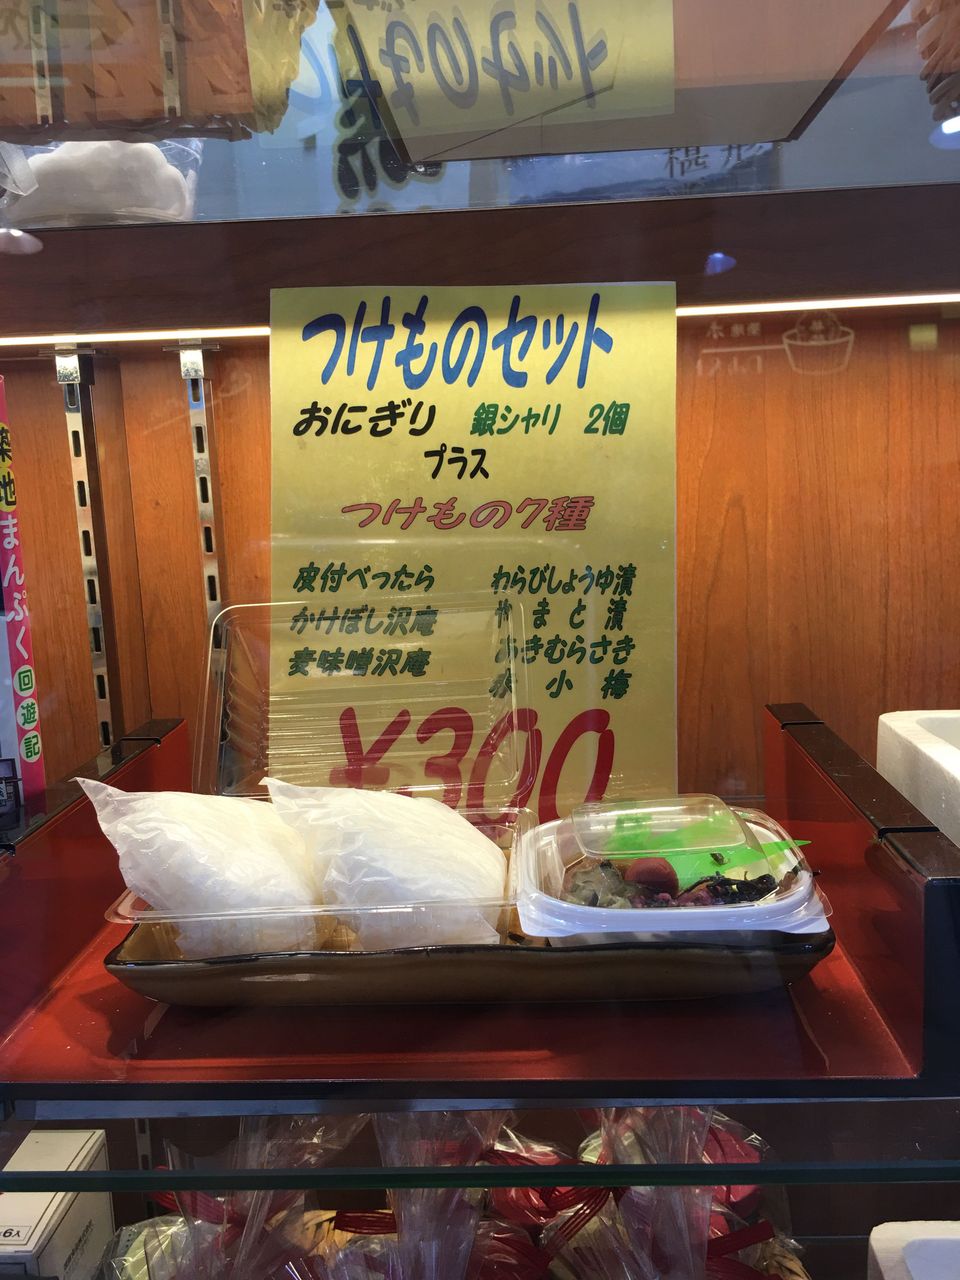 つけものセット
おにぎり 銀シャリ 2個
プラス
つけもの7種
皮付べったら わらびしょうゆ漬
かけぼし沢庵 やまと漬
麦味噌沢庵 あきむらさき
小梅
¥300
築地まんぷく回遊記